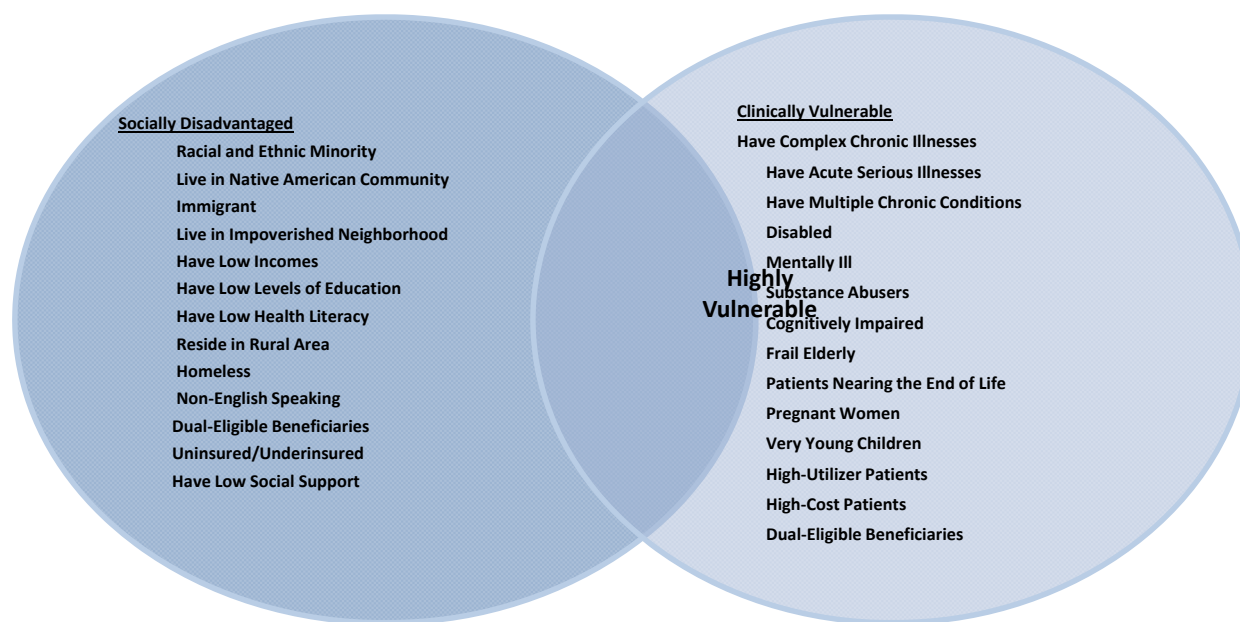 Socially Disadvantaged
Racial and Ethnic Minority
Live in Native American Community
Immigrant
Live in Impoverished Neighborhood
Have Low Incomes
Have Low Levels of Education
Have Low Health Literacy
Reside in Rural Area
Homeless
Non-English Speaking
Dual-Eligible Beneficiaries
Uninsured/Underinsured
Have Low Social Support
Highly
Vulnerable
Clinically Vulnerable
Have Complex Chronic Illnesses
Have Acute Serious Illnesses
Have Multiple Chronic Conditions
Disabled
Mentally Ill
Substance Abusers
Cognitively Impaired
Frail Elderly
Patients Nearing the End of Life
Pregnant Women
Very Young Children
High-Utilizer Patients
High-Cost Patients
Dual-Eligible Beneficiaries